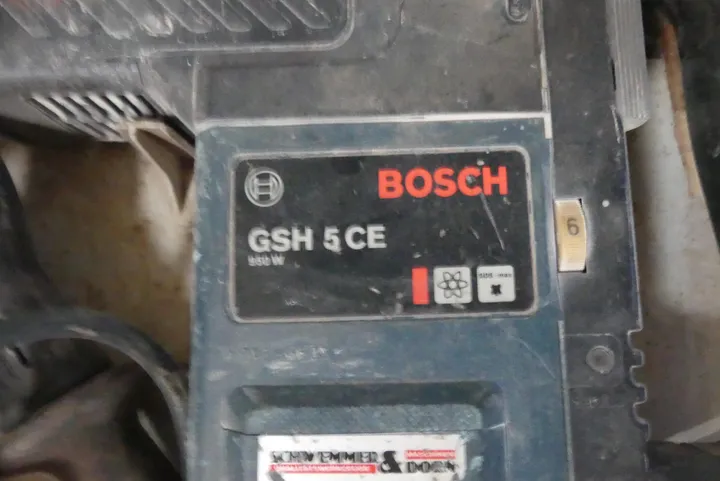 BOSCH
GSH 5 CE
6
SDS-max
SCHWEMMER
& DORN